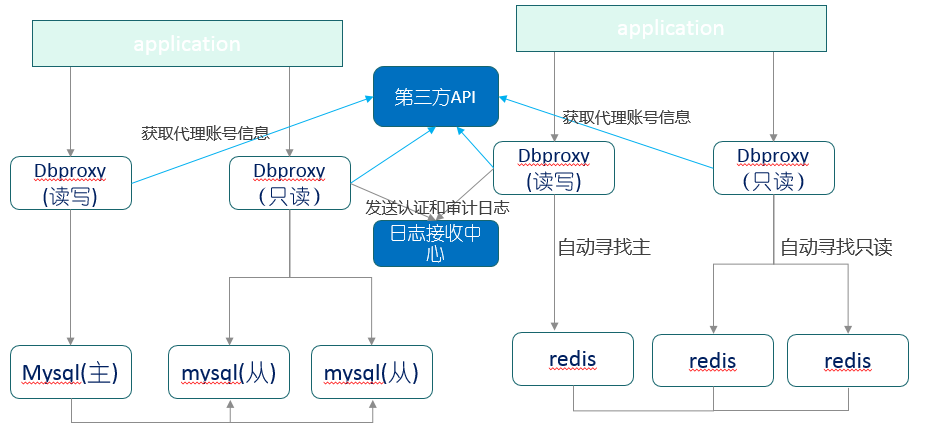 application
application
第三方API
获取代理账号信息
获取代理账号信息
Dbproxy
(读写)
Dbproxy
（只读）
Dbproxy
(读写)
Dbproxy
（只读）
发送认证和审计日志
日志接收中
心
自动寻找主
自动寻找只读
Mysql(主)
mysql(从)
mysql(从)
redis
redis
redis